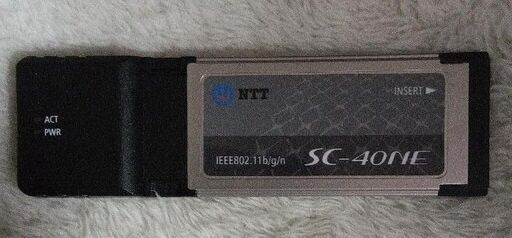 NTT
INSERT
ACT
PWR
IEEE802.11b/g/n
SC-40NE